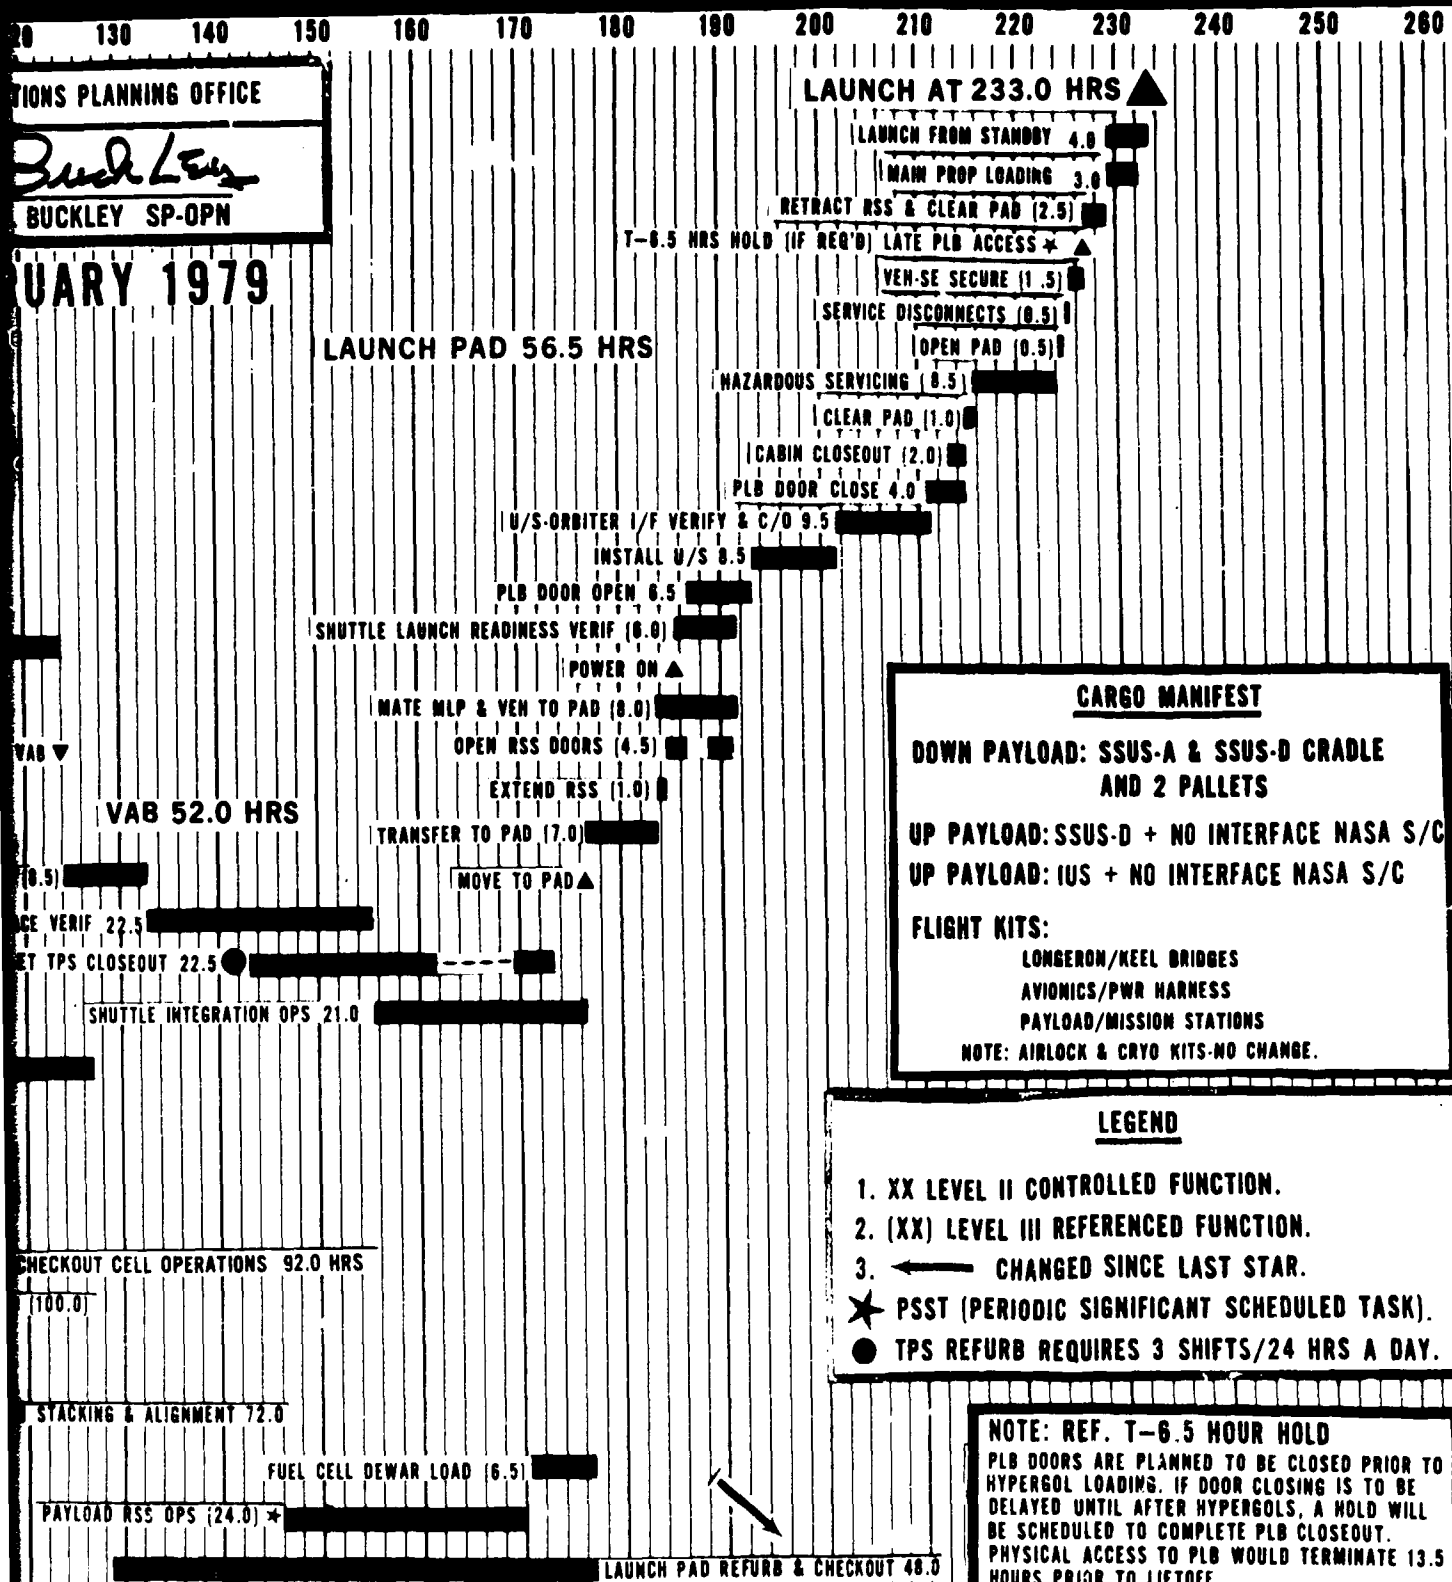 20 130 140 150 160 170 180 190 200 210 220 230 240 250 260
TIONS PLANNING OFFICE
BUCKLEY SP-OPN
UARY 1979
LAUNCH AT 233.0 HRS
LAUNCH FROM STANDBY 4.0
MAIN PROP LOADING 3.0
RETRACT RSS & CLEAR PAD (2.5)
T-6.5 HRS HOLD (IF REQ'D) LATE PLB ACCESS ★
VEH-SE SECURE (1.5)
SERVICE DISCONNECTS (0.5)
LAUNCH PAD 56.5 HRS
OPEN PAD (0.5)
HAZARDOUS SERVICING (8.5)
CLEAR PAD (1.0)
CABIN CLOSEOUT (2.0)
PLB DOOR CLOSE 4.0
U/S-ORBITER I/F VERIFY & C/O 9.5
INSTALL U/S 8.5
PLB DOOR OPEN 6.5
SHUTTLE LAUNCH READINESS VERIF (6.0)
POWER ON
MATE MLP & VEH TO PAD (8.0)
OPEN RSS DOORS (4.5)
VAB
EXTEND RSS (1.0)
VAB 52.0 HRS
TRANSFER TO PAD (7.0)
(8.5)
MOVE TO PAD
CE VERIF 22.5
ET TPS CLOSEOUT 22.5
SHUTTLE INTEGRATION OPS 21.0
CHECKOUT CELL OPERATIONS 92.0 HRS
(100.0)
STACKING & ALIGNMENT 72.0
FUEL CELL DEWAR LOAD (6.5)
PAYLOAD RSS OPS (24.0) ★
LAUNCH PAD REFURB & CHECKOUT 48.0
CARGO MANIFEST
DOWN PAYLOAD: SSUS-A & SSUS-D CRADLE
AND 2 PALLETS
UP PAYLOAD: SSUS-D + NO INTERFACE NASA S/C
UP PAYLOAD: IUS + NO INTERFACE NASA S/C
FLIGHT KITS:
LONGERON/KEEL BRIDGES
AVIONICS/PWR HARNESS
PAYLOAD/MISSION STATIONS
NOTE: AIRLOCK & CRYO KITS-NO CHANGE.
LEGEND
1. XX LEVEL II CONTROLLED FUNCTION.
2. (XX) LEVEL III REFERENCED FUNCTION.
3. ← CHANGED SINCE LAST STAR.
★ PSST (PERIODIC SIGNIFICANT SCHEDULED TASK).
● TPS REFURB REQUIRES 3 SHIFTS/24 HRS A DAY.
NOTE: REF. T-6.5 HOUR HOLD
PLB DOORS ARE PLANNED TO BE CLOSED PRIOR TO
HYPERGOL LOADING. IF DOOR CLOSING IS TO BE
DELAYED UNTIL AFTER HYPERGOLS, A HOLD WILL
BE SCHEDULED TO COMPLETE PLB CLOSEOUT.
PHYSICAL ACCESS TO PLB WOULD TERMINATE 13.5
HOURS PRIOR TO LIFTOFF